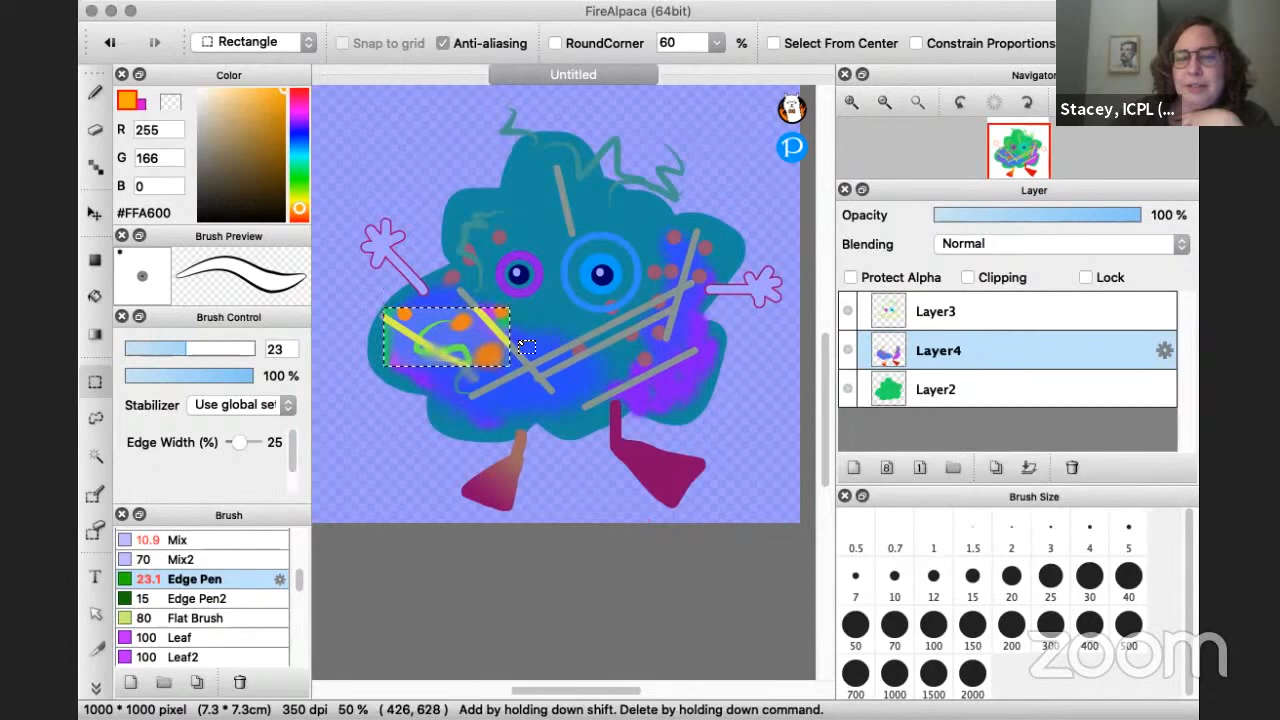 FireAlpaca (64bit)
Rectangle
Snap to grid
Anti-aliasing
RoundCorner
60
%
Select From Center
Constrain Proportions
Stacey, ICPL (...
Color
Untitled
Navigator
R 255
G 166
B 0
#FFA600
Layer
Opacity
100 %
Blending
Normal
Protect Alpha
Clipping
Lock
Brush Preview
Layer3
Layer4
Layer2
Brush Control
23
100 %
Stabilizer
Use global set
Edge Width (%)
25
8
1
Brush Size
Brush
10.9 Mix
70 Mix2
23.1 Edge Pen
15 Edge Pen2
80 Flat Brush
100 Leaf
100 Leaf2
T
P
0.5 0.7 1 1.5 2 3 4 5
7 10 12 15 20 25 30 40
50 70 100 150 200 300 400 500
700 1000 1500 2000
zoom
1000 * 1000 pixel (7.3 * 7.3cm) 350 dpi 50 % ( 426, 628 ) Add by holding down shift. Delete by holding down command.